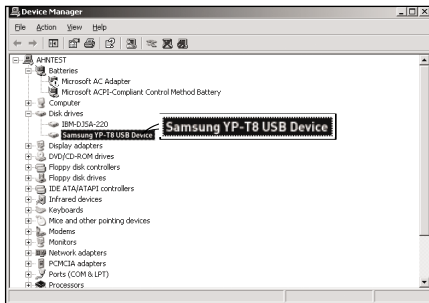 Device Manager
File Action View Help
AHNTEST
Batteries
Microsoft AC Adapter
Microsoft ACPI-Compliant Control Method Battery
Computer
Disk drives
IBM-DJSA-220
Samsung YP-T8 USB Device
Samsung YP-T8 USB Device
Display adapters
DVD/CD-ROM drives
Floppy disk controllers
Floppy disk drives
IDE ATA/ATAPI controllers
Infrared devices
Keyboards
Mice and other pointing devices
Modems
Monitors
Network adapters
PCMCIA adapters
Ports (COM & LPT)
Processors